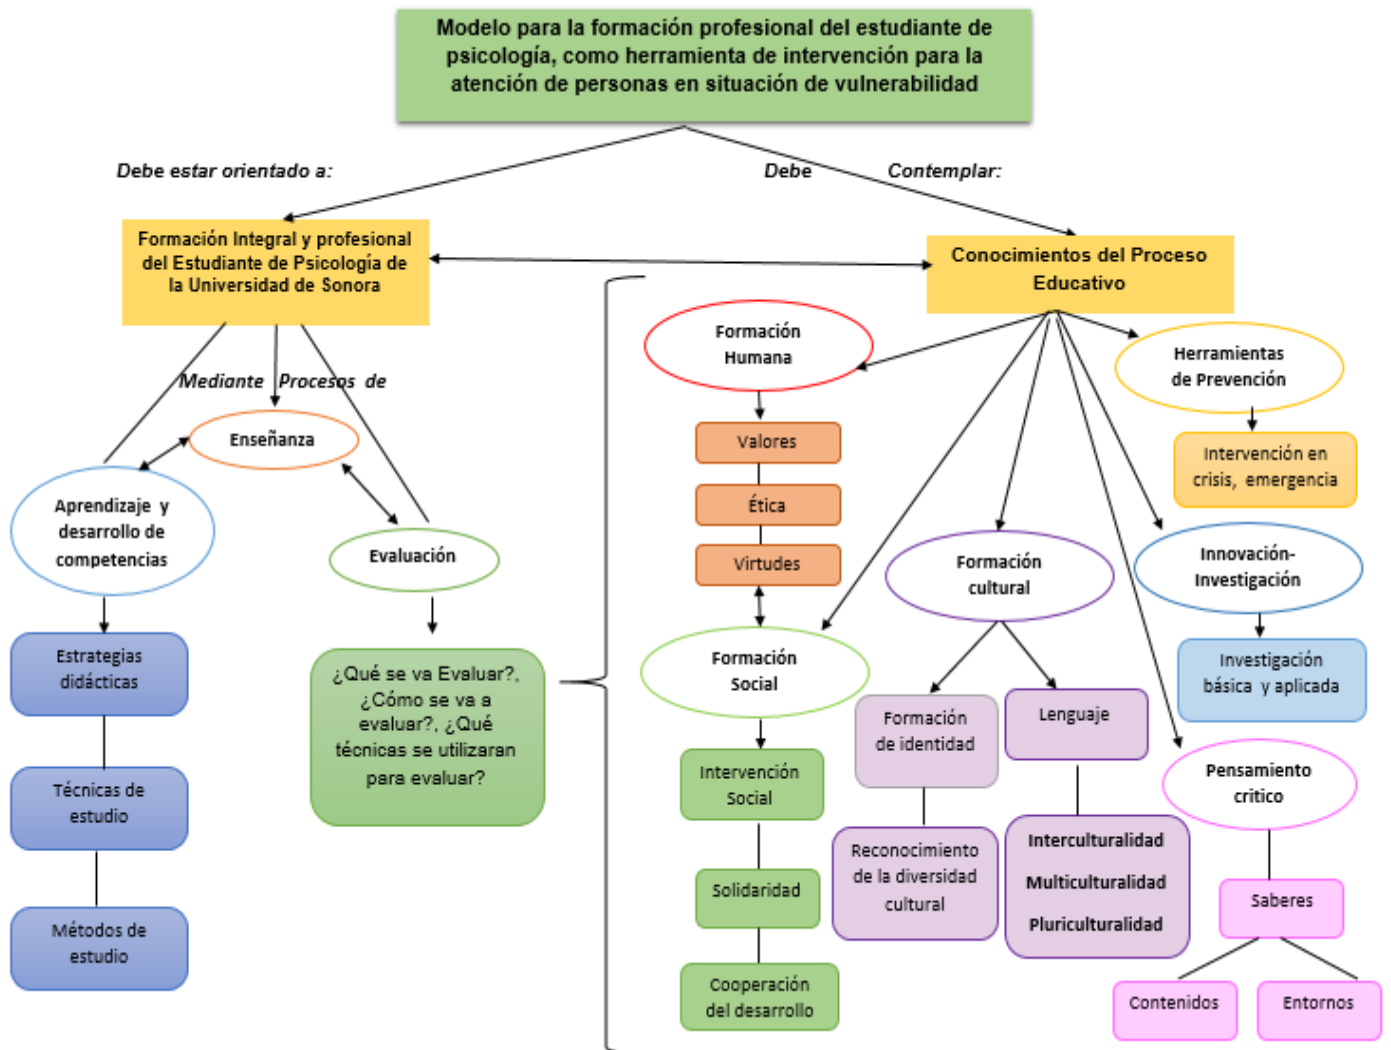 Modelo para la formación profesional del estudiante de
psicología, como herramienta de intervención para la
atención de personas en situación de vulnerabilidad
Debe estar orientado a:
Debe Contemplar:
Formación Integral y profesional
del Estudiante de Psicología de
la Universidad de Sonora
Conocimientos del Proceso
Educativo
Mediante Procesos de
Enseñanza
Aprendizaje y
desarrollo de
competencias
Evaluación
Estrategias
didácticas
Técnicas de
estudio
Métodos de
estudio
¿Qué se va Evaluar?,
¿Cómo se va a
evaluar?, ¿Qué
técnicas se utilizaran
para evaluar?
Formación
Humana
Valores
Ética
Virtudes
Formación
Social
Intervención
Social
Solidaridad
Cooperación
del desarrollo
Formación
cultural
Formación
de identidad
Reconocimiento
de la diversidad
cultural
Lenguaje
Interculturalidad
Multiculturalidad
Pluriculturalidad
Herramientas
de Prevención
Intervención en
crisis, emergencia
Innovación-
Investigación
Investigación
básica y aplicada
Pensamiento
critico
Saberes
Contenidos
Entornos